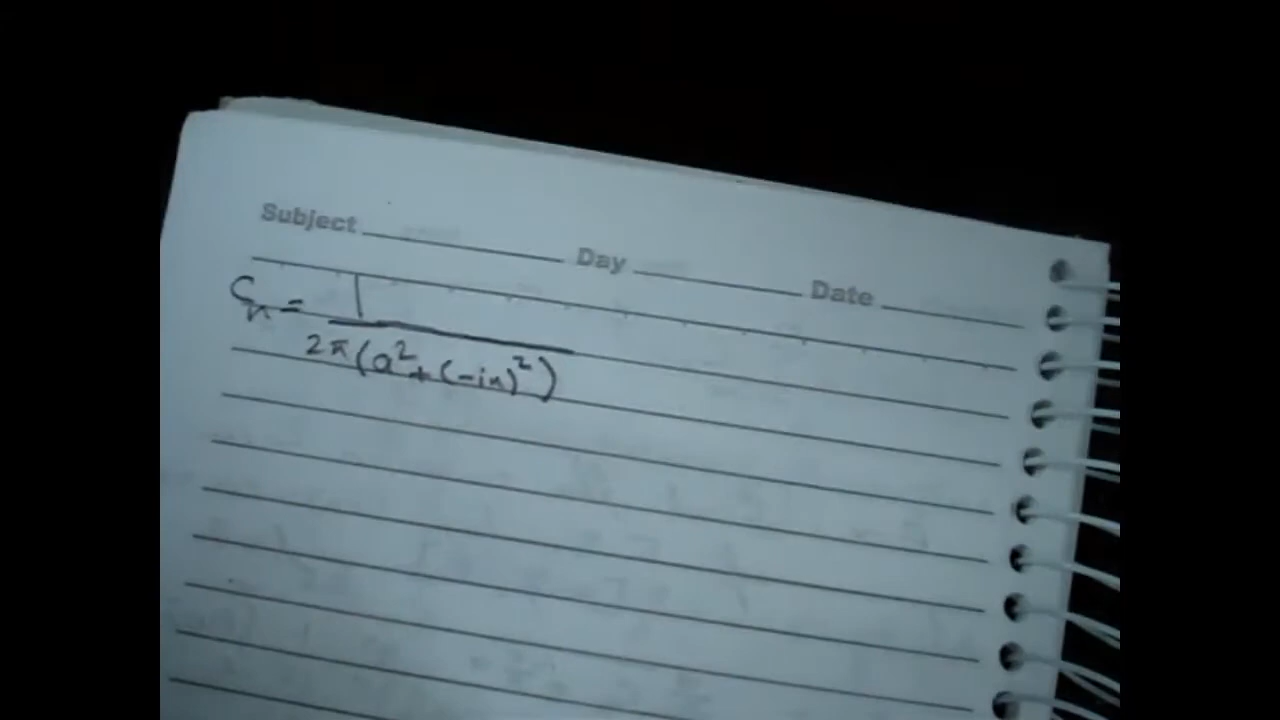 Subject Day Date
Cn = 1
2π(a²+(-in)²)